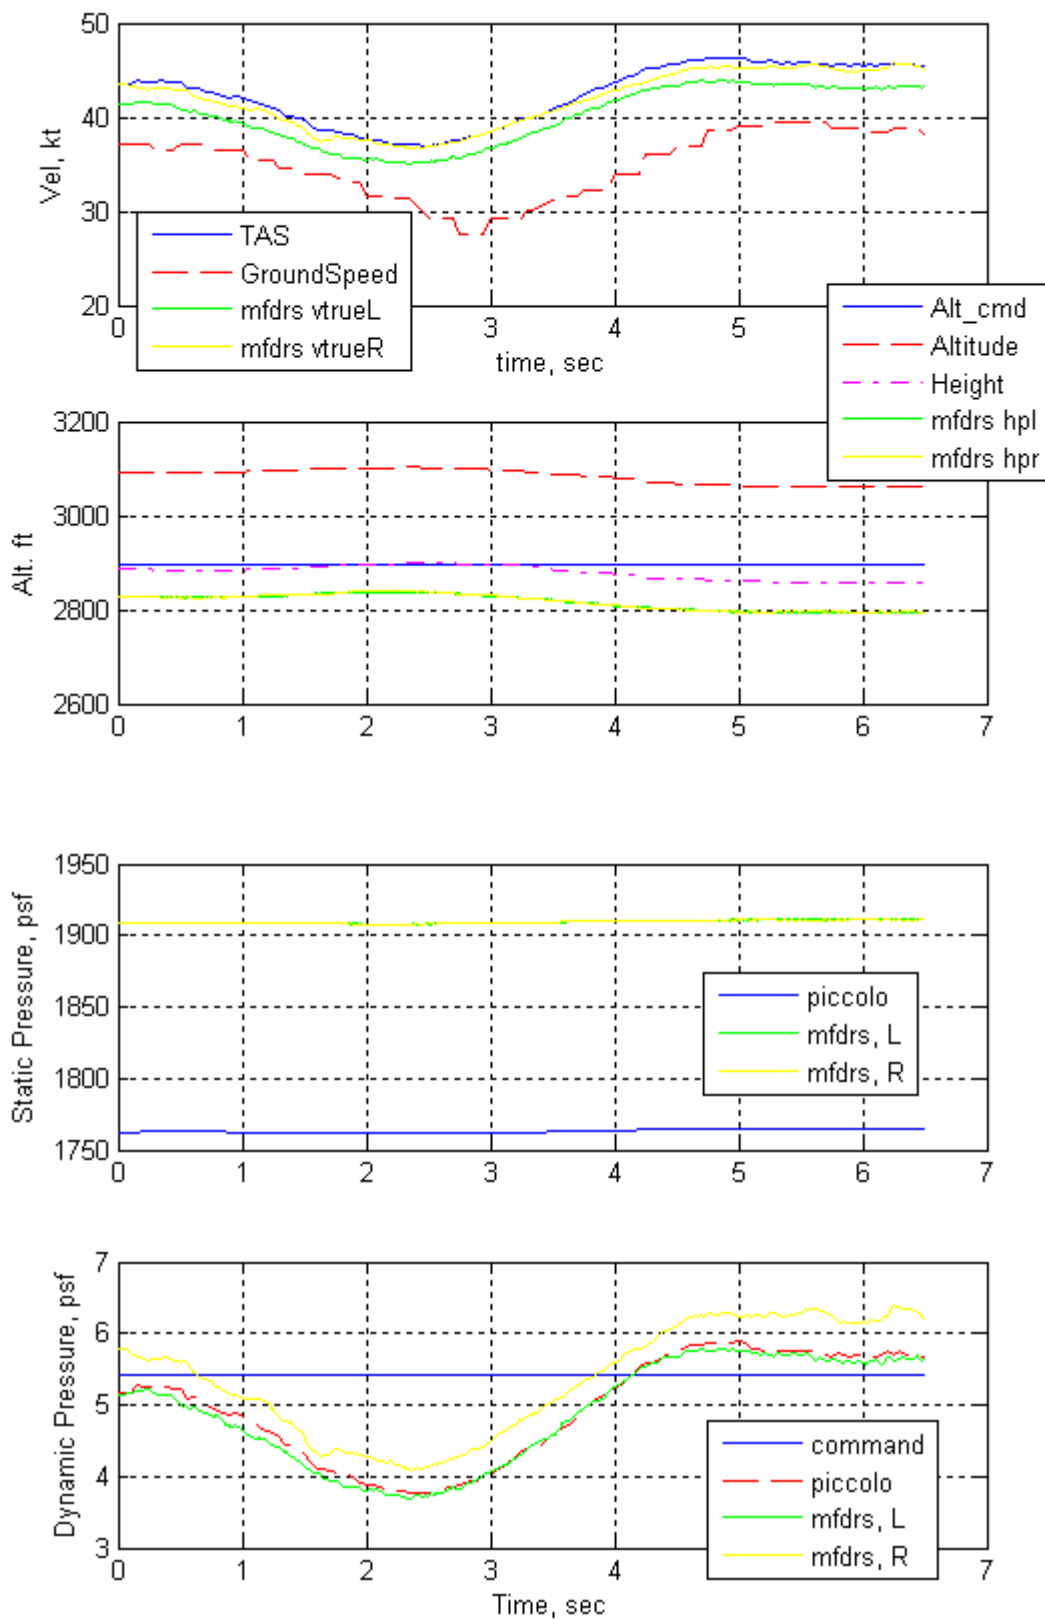 50
40
30
20
Vel, kt
TAS
GroundSpeed
mfdrs vtrueL
mfdrs vtrueR
0 3 4 5
time, sec
Alt_cmd
Altitude
Height
mfdrs hpl
mfdrs hpr
3200
3000
2800
2600
Alt. ft
0 1 2 3 4 5 6 7
1950
1900
1850
1800
1750
Static Pressure, psf
piccolo
mfdrs, L
mfdrs, R
0 1 2 3 4 5 6 7
7
6
5
4
3
Dynamic Pressure, psf
command
piccolo
mfdrs, L
mfdrs, R
0 1 2 3 4 5 7
Time, sec